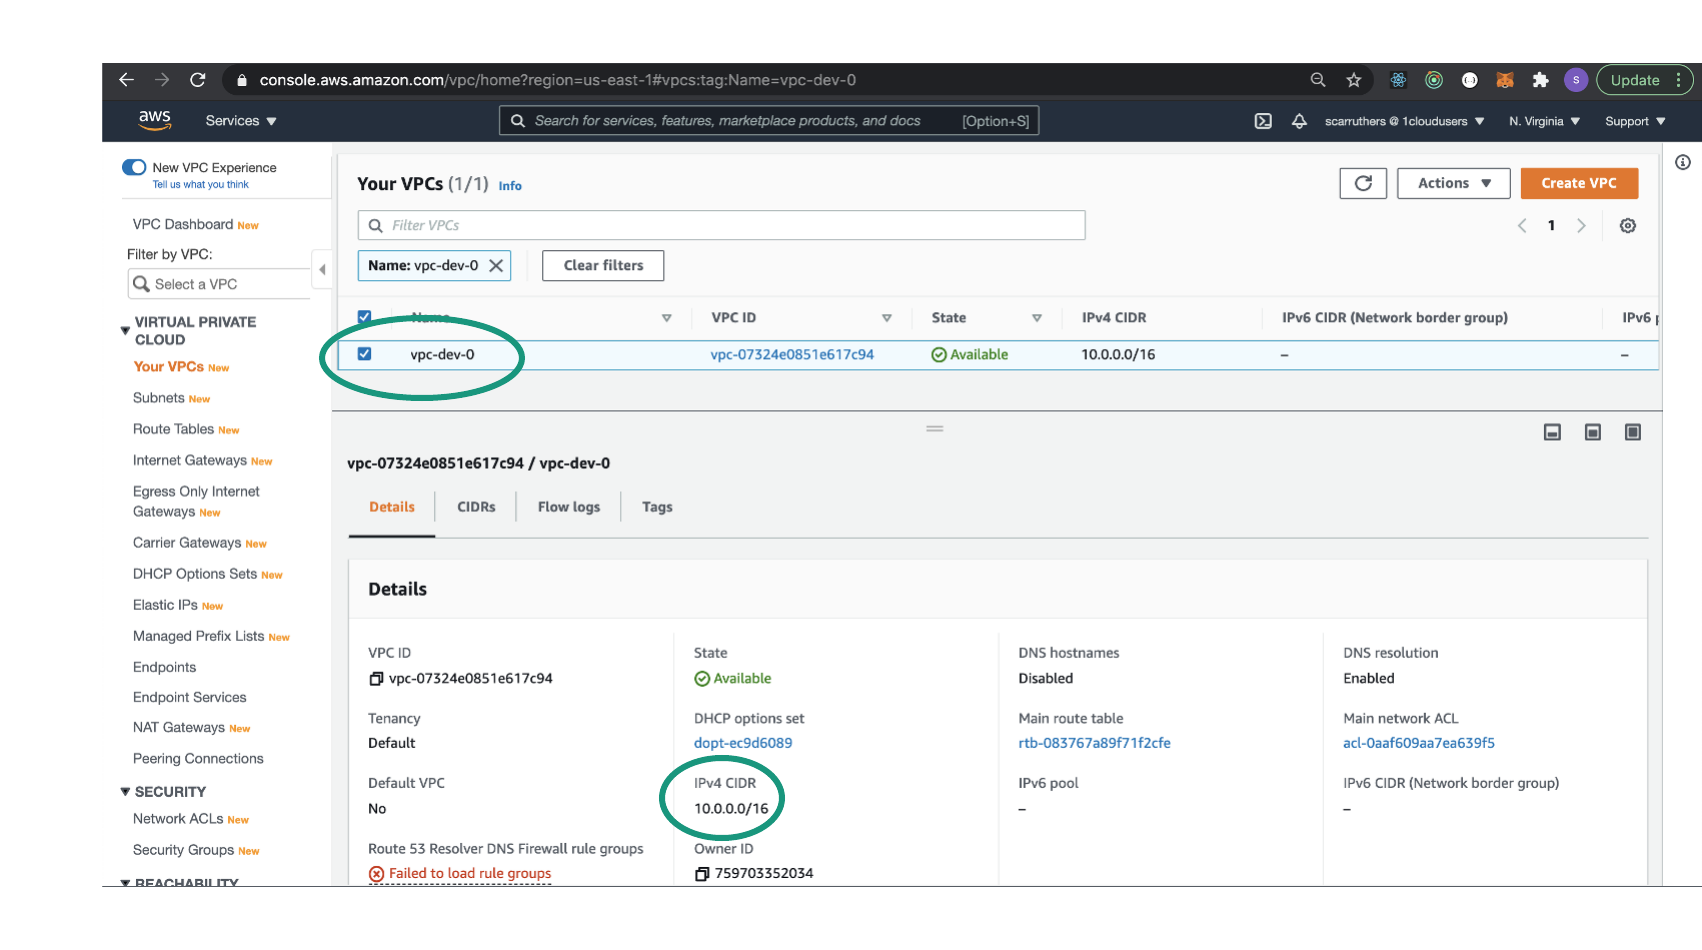 console.aws.amazon.com/vpc/home?region=us-east-1#vpcs:tag:Name=vpc-dev-0
S
Update
aws
Services ▼
Search for services, features, marketplace products, and docs [Option+S]
scarruthers @ 1cloudusers ▼
N. Virginia ▼
Support ▼
New VPC Experience
Tell us what you think
VPC Dashboard New
Filter by VPC:
Select a VPC
VIRTUAL PRIVATE
CLOUD
Your VPCs New
Subnets New
Route Tables New
Internet Gateways New
Egress Only Internet
Gateways New
Carrier Gateways New
DHCP Options Sets New
Elastic IPs New
Managed Prefix Lists New
Endpoints
Endpoint Services
NAT Gateways New
Peering Connections
SECURITY
Network ACLs New
Security Groups New
REACHABILITY
Your VPCs (1/1) Info
Actions ▼
Create VPC
Filter VPCs
1
Name: vpc-dev-0
Clear filters
Name VPC ID State IPv4 CIDR IPv6 CIDR (Network border group) IPv6
vpc-dev-0 vpc-07324e0851e617c94 Available 10.0.0.0/16 – –
vpc-07324e0851e617c94 / vpc-dev-0
Details CIDRs Flow logs Tags
Details
VPC ID
vpc-07324e0851e617c94
State
Available
DNS hostnames
Disabled
DNS resolution
Enabled
Tenancy
Default
DHCP options set
dopt-ec9d6089
Main route table
rtb-083767a89f71f2cfe
Main network ACL
acl-0aaf609aa7ea639f5
Default VPC
No
IPv4 CIDR
10.0.0.0/16
IPv6 pool
–
IPv6 CIDR (Network border group)
–
Route 53 Resolver DNS Firewall rule groups
Failed to load rule groups
Owner ID
759703352034